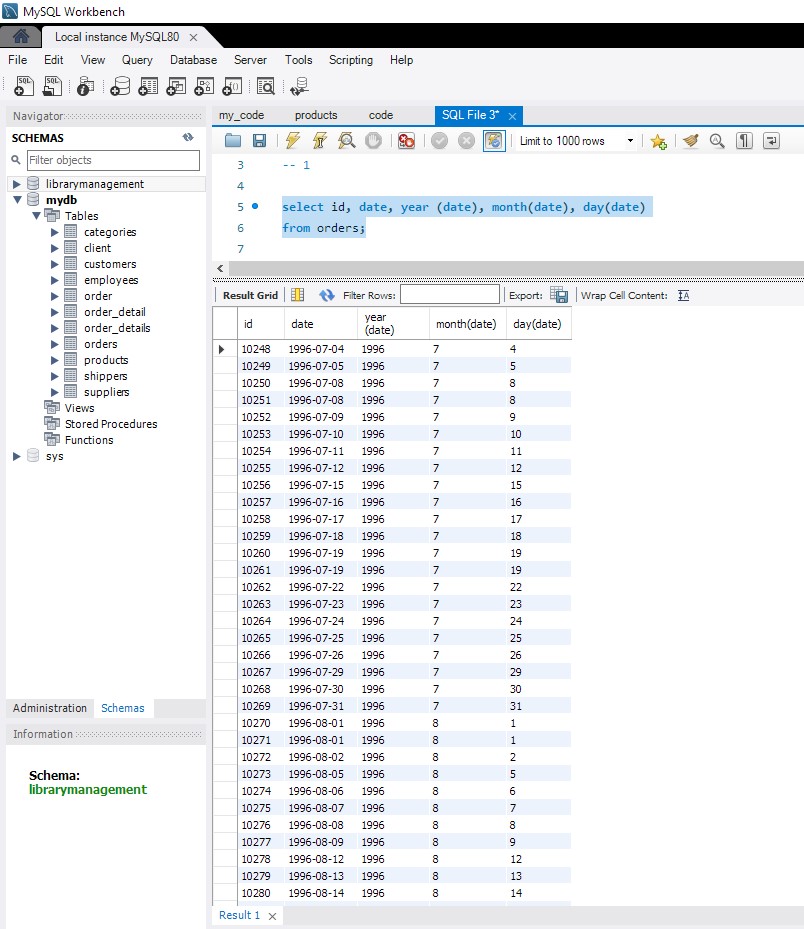 MySQL Workbench
Local instance MySQL80
File Edit View Query Database Server Tools Scripting Help
Navigator
SCHEMAS
Filter objects
librarymanagement
mydb
Tables
categories
client
customers
employees
order
order_detail
order_details
orders
products
shippers
suppliers
Views
Stored Procedures
Functions
sys
Administration Schemas
Information
Schema:
librarymanagement
my_code products code SQL File 3*
Limit to 1000 rows
3 -- 1
4
5 select id, date, year (date), month(date), day(date)
6 from orders;
7
Result Grid Filter Rows: Export: Wrap Cell Content:
id date year (date) month(date) day(date)
10248 1996-07-04 1996 7 4
10249 1996-07-05 1996 7 5
10250 1996-07-08 1996 7 8
10251 1996-07-08 1996 7 8
10252 1996-07-09 1996 7 9
10253 1996-07-10 1996 7 10
10254 1996-07-11 1996 7 11
10255 1996-07-12 1996 7 12
10256 1996-07-15 1996 7 15
10257 1996-07-16 1996 7 16
10258 1996-07-17 1996 7 17
10259 1996-07-18 1996 7 18
10260 1996-07-19 1996 7 19
10261 1996-07-19 1996 7 19
10262 1996-07-22 1996 7 22
10263 1996-07-23 1996 7 23
10264 1996-07-24 1996 7 24
10265 1996-07-25 1996 7 25
10266 1996-07-26 1996 7 26
10267 1996-07-29 1996 7 29
10268 1996-07-30 1996 7 30
10269 1996-07-31 1996 7 31
10270 1996-08-01 1996 8 1
10271 1996-08-01 1996 8 1
10272 1996-08-02 1996 8 2
10273 1996-08-05 1996 8 5
10274 1996-08-06 1996 8 6
10275 1996-08-07 1996 8 7
10276 1996-08-08 1996 8 8
10277 1996-08-09 1996 8 9
10278 1996-08-12 1996 8 12
10279 1996-08-13 1996 8 13
10280 1996-08-14 1996 8 14
Result 1